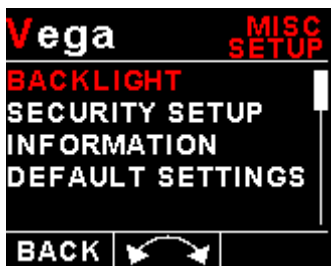 Vega
MISC
SETUP
BACKLIGHT
SECURITY SETUP
INFORMATION
DEFAULT SETTINGS
BACK